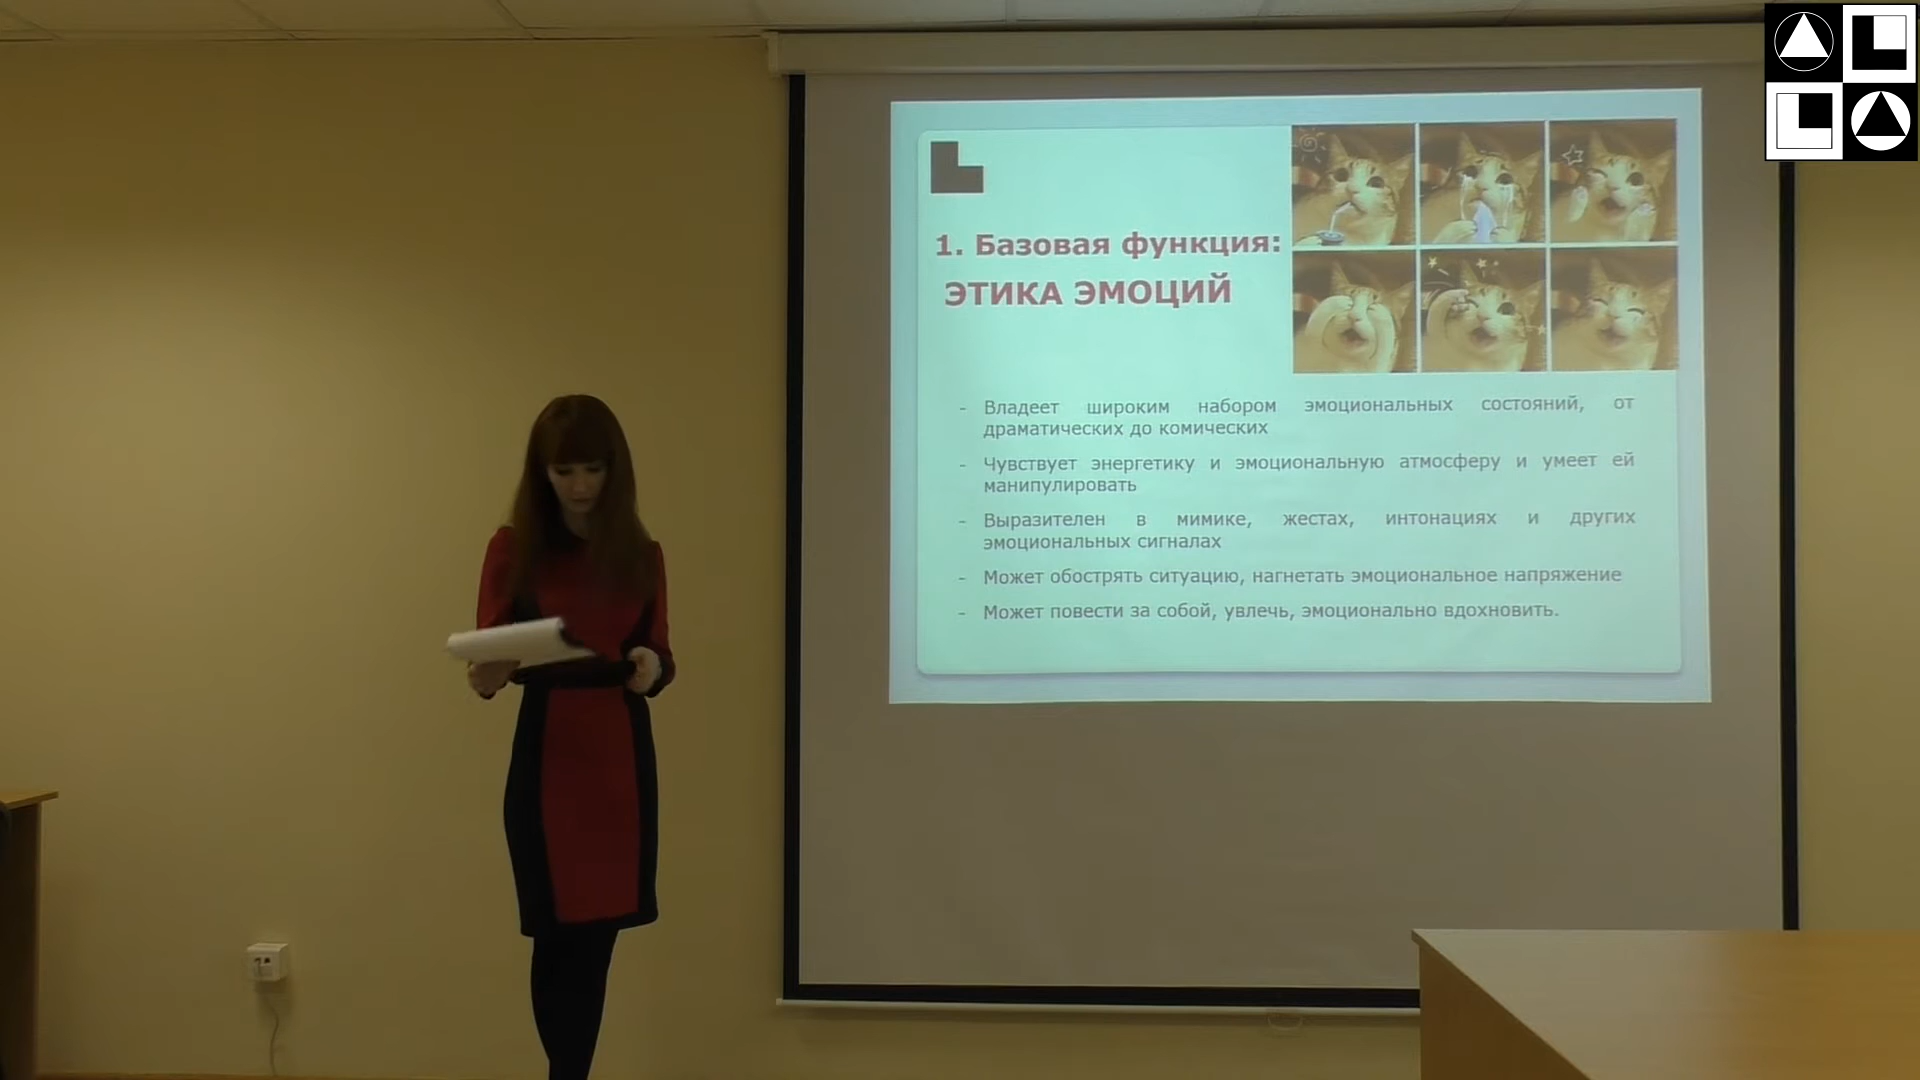 1. Базовая функция:
ЭТИКА ЭМОЦИЙ
- Владеет широким набором эмоциональных состояний, от
драматических до комических
- Чувствует энергетику и эмоциональную атмосферу и умеет ей
манипулировать
- Выразителен в мимике, жестах, интонациях и других
эмоциональных сигналах
- Может обострять ситуацию, нагнетать эмоциональное напряжение
- Может повести за собой, увлечь, эмоционально вдохновить.